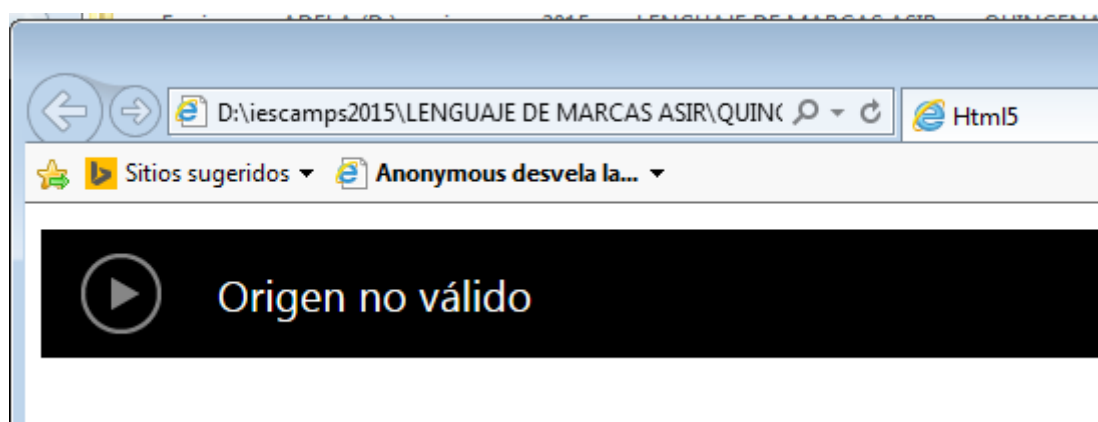 D:\iescamps2015\LENGUAJE DE MARCAS ASIR\QUIN
Html5
Sitios sugeridos
Anonymous desvela la...
Origen no válido